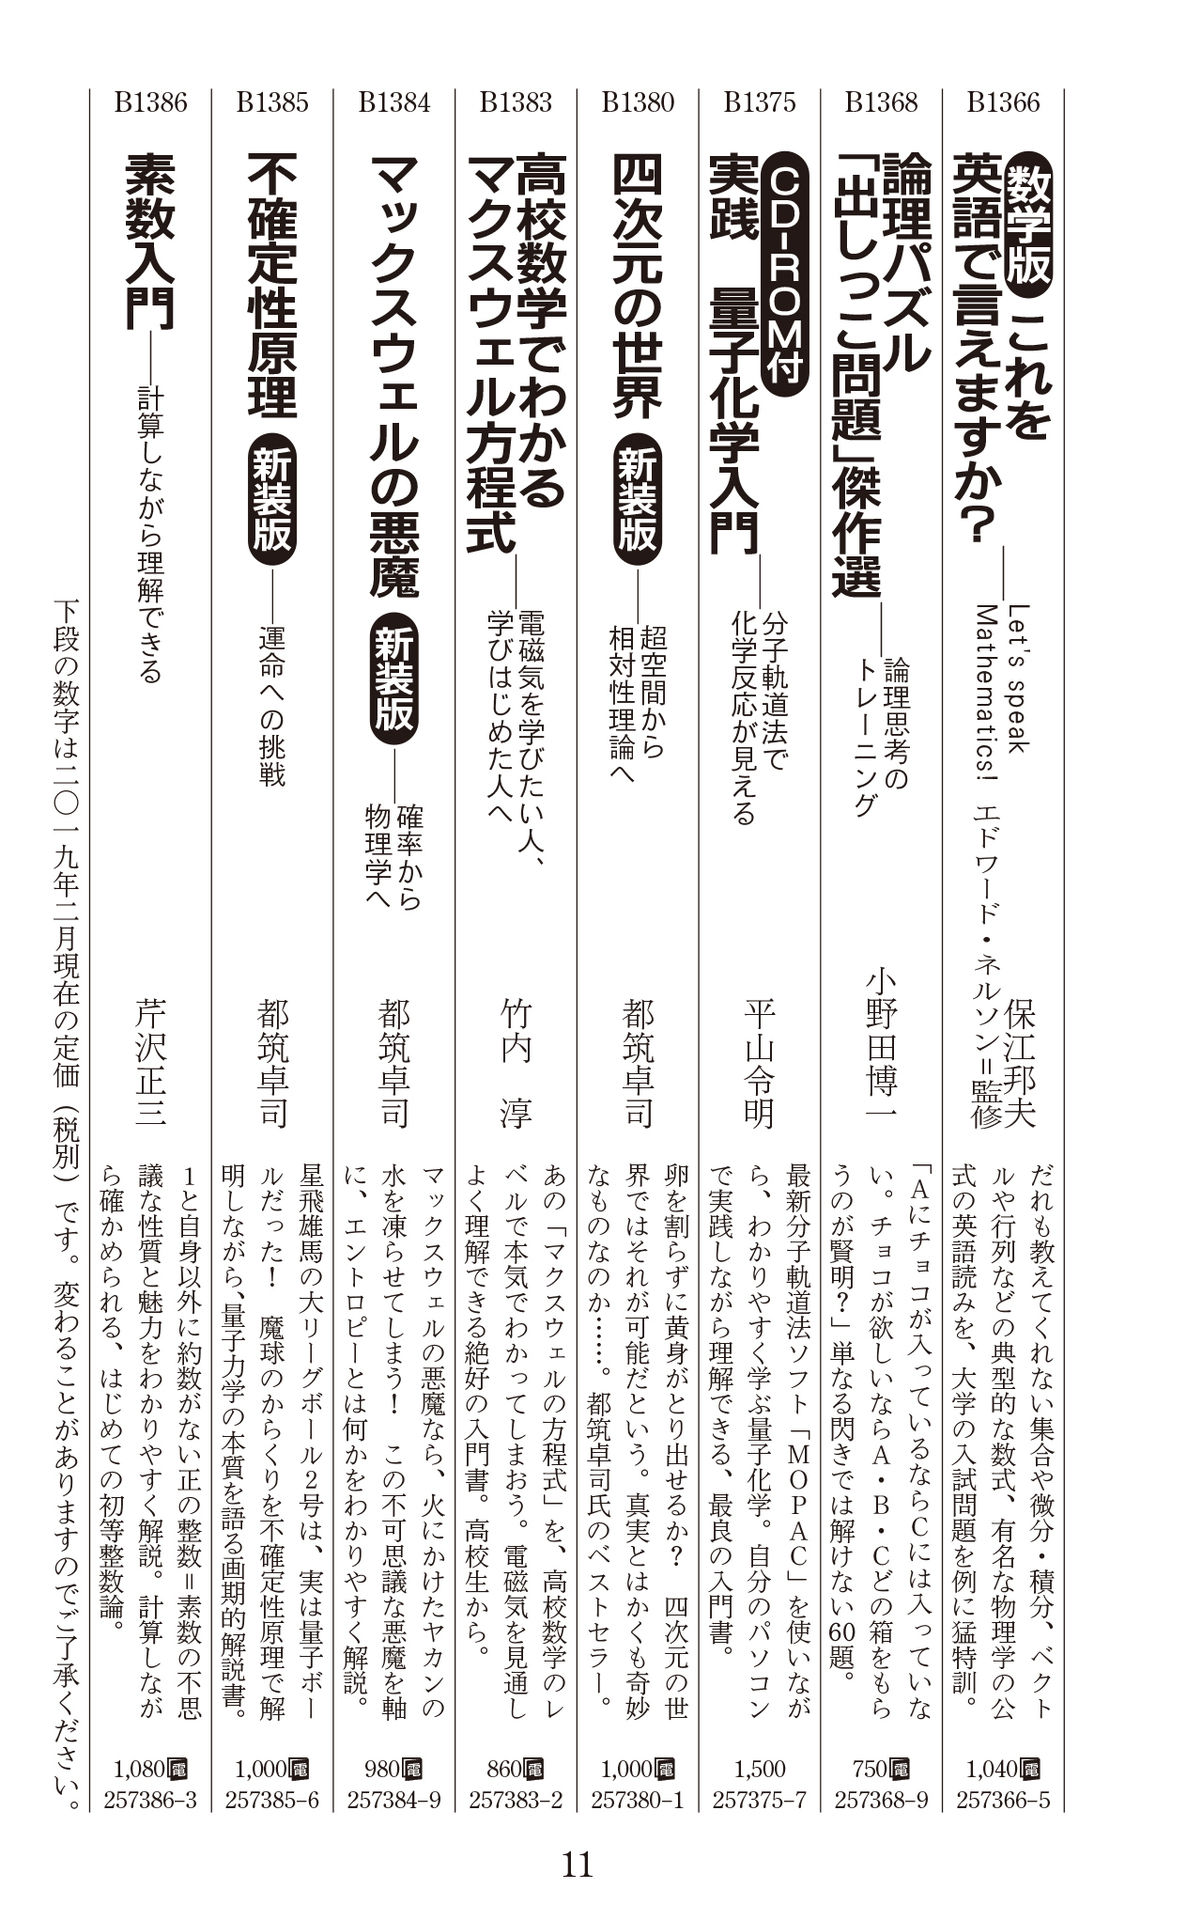 B1366
数学版 これを
英語で言えますか?
Let's speak
Mathematics!
保江邦夫
エドワード・ネルソン=監修
だれも教えてくれない集合や微分・積分、ベクト
ルや行列などの典型的な数式、有名な物理学の公
式の英語読みを、大学の入試問題を例に猛特訓。
1,040電
257366-5
B1368
論理パズル
「出しっこ問題」傑作選
論理思考の
トレーニング
小野田博一
「Aにチョコが入っているならCには入っていな
い。チョコが欲しいならA・B・Cどの箱をもら
うのが賢明?」単なる閃きでは解けない60題。
750電
257368-9
B1375
CD-ROM付
実践 量子化学入門
分子軌道法で
化学反応が見える
平山令明
最新分子軌道法ソフト「MOPAC」を使いなが
ら、わかりやすく学ぶ量子化学。自分のパソコン
で実践しながら理解できる、最良の入門書。
1,500
257375-7
B1380
四次元の世界 新装版
超空間から
相対性理論へ
都筑卓司
卵を割らずに黄身がとり出せるか? 四次元の世
界ではそれが可能だという。真実とはかくも奇妙
なものなのか……。都筑卓司氏のベストセラー。
1,000電
257380-1
B1383
高校数学でわかる
マクスウェル方程式
電磁気を学びたい人、
学びはじめた人へ
竹内 淳
あの「マクスウェルの方程式」を、高校数学のレ
ベルで本気でわかってしまおう。電磁気を見通し
よく理解できる絶好の入門書。高校生から。
860電
257383-2
B1384
マックスウェルの悪魔 新装版
確率から
物理学へ
都筑卓司
マックスウェルの悪魔なら、火にかけたヤカンの
水を凍らせてしまう! この不可思議な悪魔を軸
に、エントロピーとは何かをわかりやすく解説。
980電
257384-9
B1385
不確定性原理 新装版
運命への挑戦
都筑卓司
星飛雄馬の大リーグボール2号は、実は量子ボー
ルだった! 魔球のからくりを不確定性原理で解
明しながら、量子力学の本質を語る画期的解説書。
1,000電
257385-6
B1386
素数入門
計算しながら理解できる
芹沢正三
1と自身以外に約数がない正の整数=素数の不思
議な性質と魅力をわかりやすく解説。計算しなが
ら確かめられる、はじめての初等整数論。
1,080電
257386-3
下段の数字は二〇一九年二月現在の定価(税別)です。変わることがありますのでご了承ください。
11